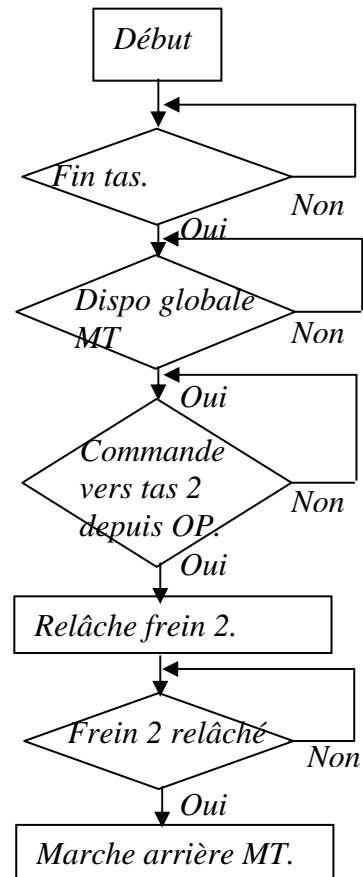 Début
Fin tas.
Non
Oui
Dispo globale
MT
Non
Oui
Commande
vers tas 2
depuis OP.
Non
Oui
Relâche frein 2.
Frein 2 relâché
Non
Oui
Marche arrière MT.